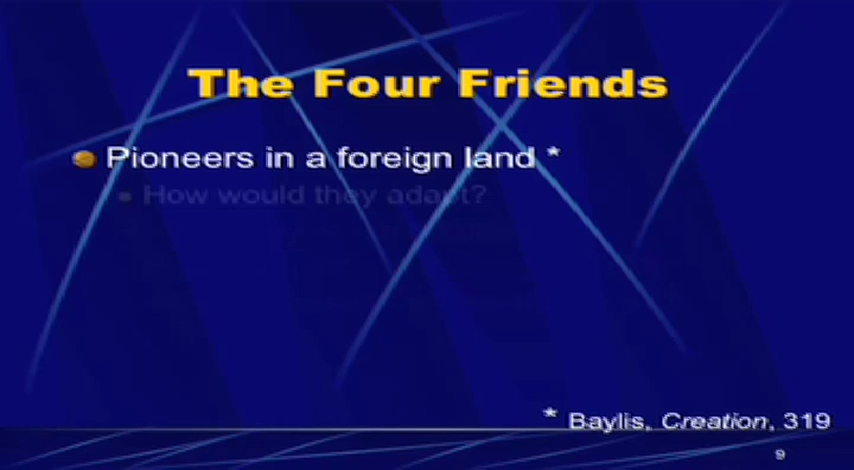 The Four Friends
Pioneers in a foreign land *
How would they adapt?
* Baylis, Creation, 319
9